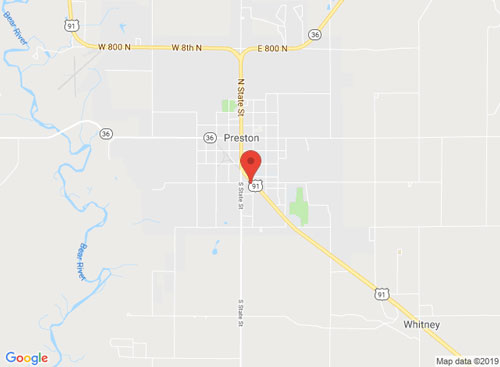 Bear River
91
W 800 N
W 8th N
E 800 N
36
N State St
36
36
Preston
91
S State St
Bear River
91
S State St
Whitney
Google
Map data ©2019